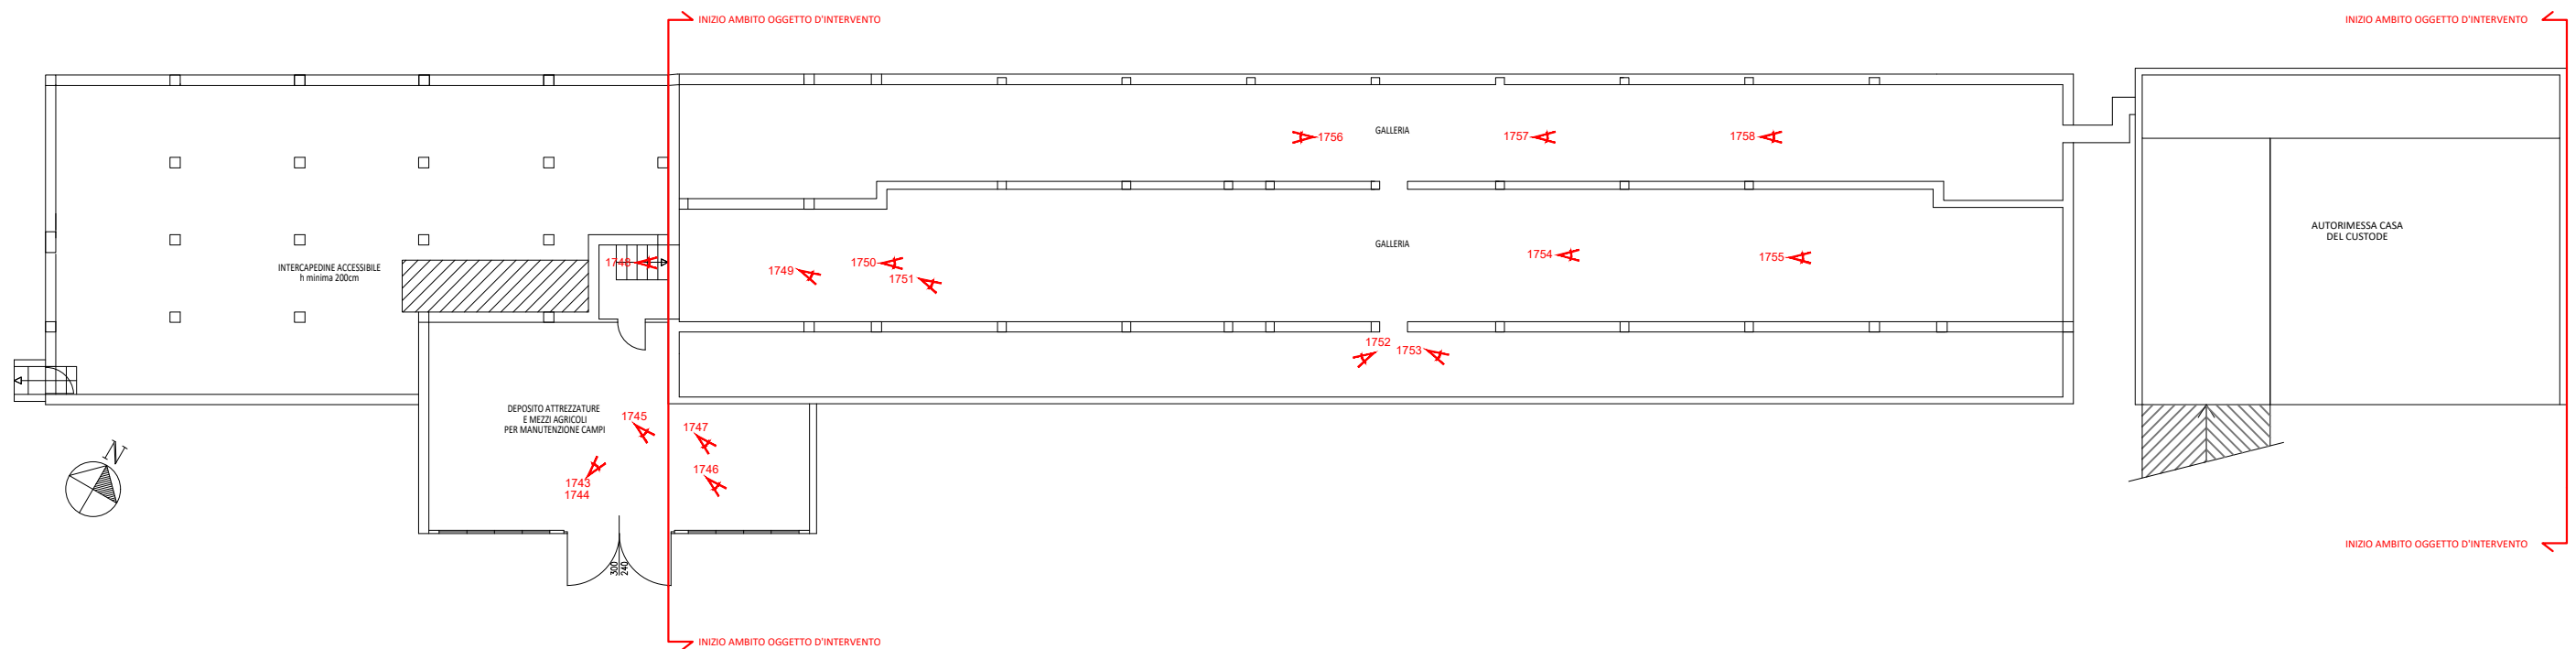 INIZIO AMBITO OGGETTO D'INTERVENTO
INIZIO AMBITO OGGETTO D'INTERVENTO
GALLERIA
1756
1757
1758
AUTORIMESSA CASA
DEL CUSTODE
GALLERIA
INTERCAPEDINE ACCESSIBILE
h minima 200cm
1748
1749
1750
1751
1754
1755
1752
1753
DEPOSITO ATTREZZATURE
E MEZZI AGRICOLI
PER MANUTENZIONE CAMPI
1745
1747
1746
1743
1744
N
300
240
INIZIO AMBITO OGGETTO D'INTERVENTO
INIZIO AMBITO OGGETTO D'INTERVENTO